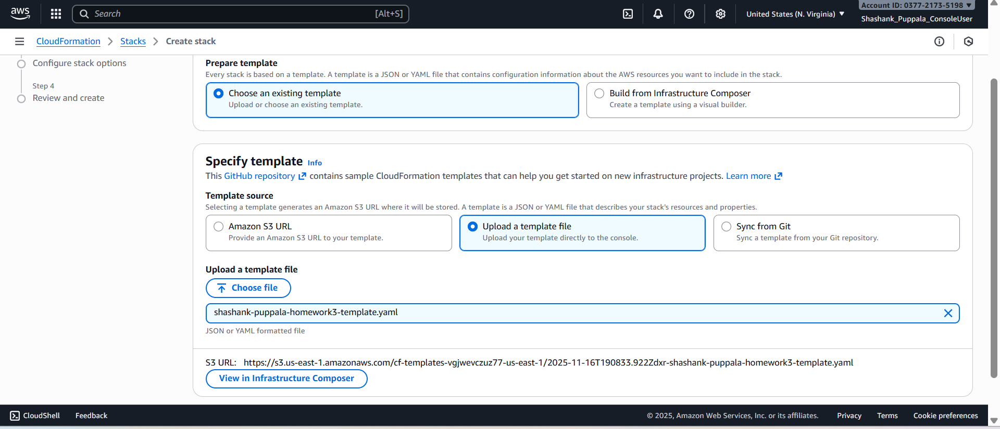 aws
Search [Alt+S]
United States (N. Virginia)
Account ID: 0377-2173-5198
Shashank_Puppala_ConsoleUser
CloudFormation
Stacks
Create stack
Configure stack options
Step 4
Review and create
Prepare template
Every stack is based on a template. A template is a JSON or YAML file that contains configuration information about the AWS resources you want to include in the stack.
Choose an existing template
Upload or choose an existing template.
Build from Infrastructure Composer
Create a template using a visual builder.
Specify template Info
This GitHub repository contains sample CloudFormation templates that can help you get started on new infrastructure projects. Learn more
Template source
Selecting a template generates an Amazon S3 URL where it will be stored. A template is a JSON or YAML file that describes your stack's resources and properties.
Amazon S3 URL
Provide an Amazon S3 URL to your template.
Upload a template file
Upload your template directly to the console.
Sync from Git
Sync a template from your Git repository.
Upload a template file
Choose file
shashank-puppala-homework3-template.yaml
JSON or YAML formatted file
S3 URL: https://s3.us-east-1.amazonaws.com/cf-templates-vgjwevczuz77-us-east-1/2025-11-16T190833.922Zdxr-shashank-puppala-homework3-template.yaml
View in Infrastructure Composer
CloudShell
Feedback
© 2025, Amazon Web Services, Inc. or its affiliates.
Privacy
Terms
Cookie preferences